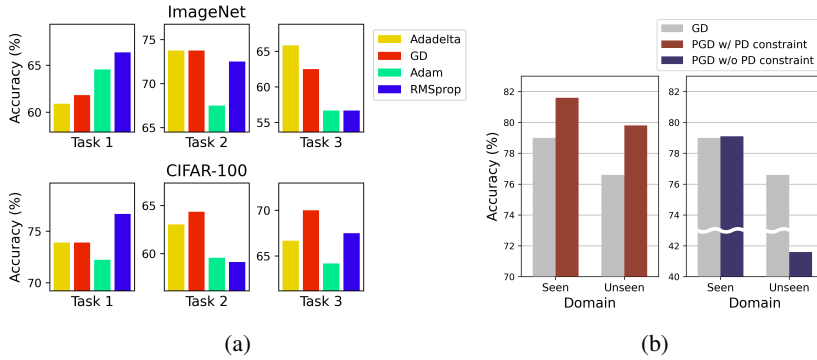 ImageNet
Accuracy (%)
65
60
Task 1
75
70
65
Task 2
65
60
55
Task 3
Adadelta
GD
Adam
RMSprop
CIFAR-100
Accuracy (%)
75
70
Task 1
65
60
Task 2
70
65
Task 3
(a)
GD
PGD w/ PD constraint
PGD w/o PD constraint
Accuracy (%)
82
80
78
76
74
72
70
Seen
Unseen
Domain
82
80
78
76
74
42
40
Seen
Unseen
Domain
(b)